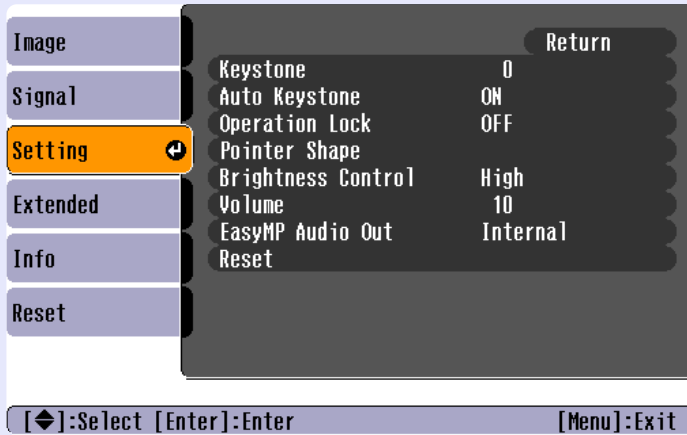 Image
Signal
Setting
Extended
Info
Reset
Return
Keystone 0
Auto Keystone ON
Operation Lock OFF
Pointer Shape
Brightness Control High
Volume 10
EasyMP Audio Out Internal
Reset
[◆]:Select [Enter]:Enter [Menu]:Exit